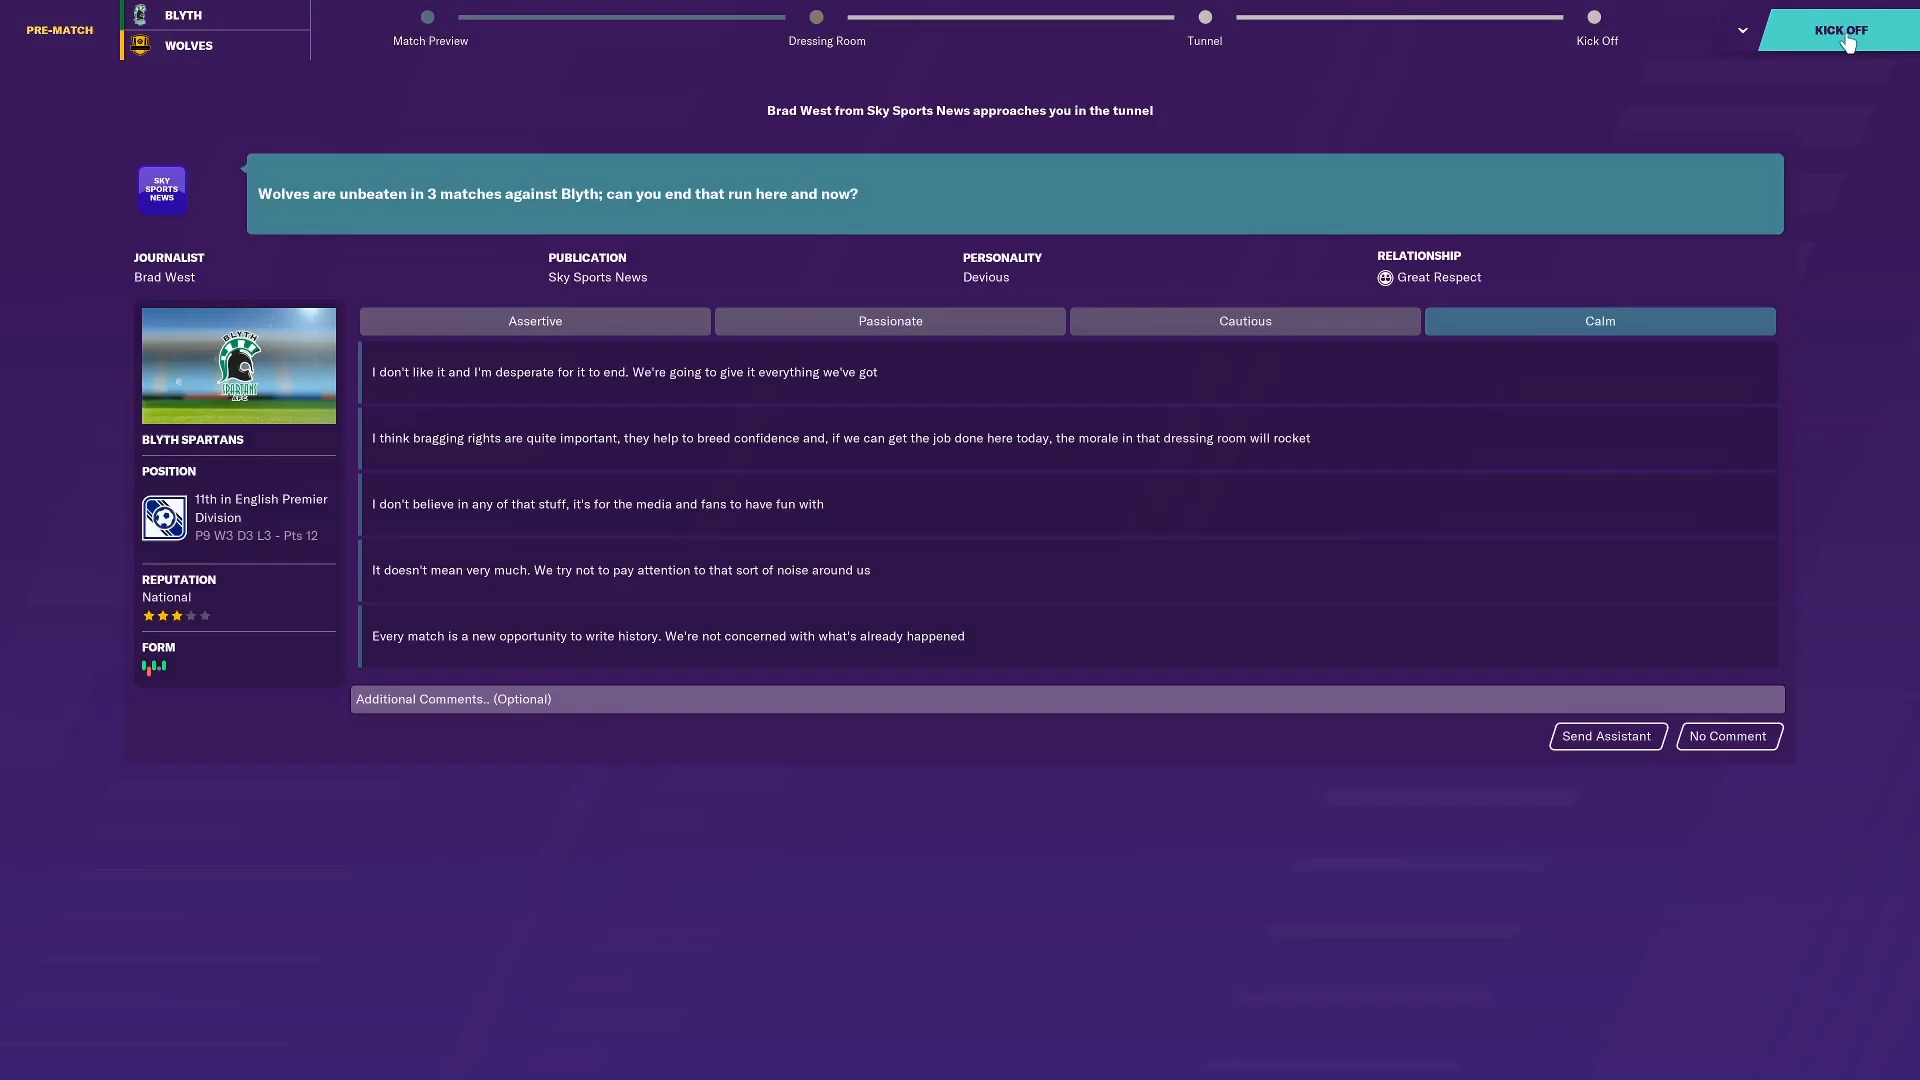 PRE-MATCH
BLYTH
WOLVES
Match Preview
Dressing Room
Tunnel
Kick Off
KICK OFF
Brad West from Sky Sports News approaches you in the tunnel
SKY
SPORTS
NEWS
Wolves are unbeaten in 3 matches against Blyth; can you end that run here and now?
JOURNALIST
Brad West
PUBLICATION
Sky Sports News
PERSONALITY
Devious
RELATIONSHIP
Great Respect
BLYTH
SPARTANS
AFC
BLYTH SPARTANS
POSITION
11th in English Premier
Division
P9 W3 D3 L3 - Pts 12
REPUTATION
National
FORM
Assertive
Passionate
Cautious
Calm
I don't like it and I'm desperate for it to end. We're going to give it everything we've got
I think bragging rights are quite important, they help to breed confidence and, if we can get the job done here today, the morale in that dressing room will rocket
I don't believe in any of that stuff, it's for the media and fans to have fun with
It doesn't mean very much. We try not to pay attention to that sort of noise around us
Every match is a new opportunity to write history. We're not concerned with what's already happened
Additional Comments.. (Optional)
Send Assistant
No Comment